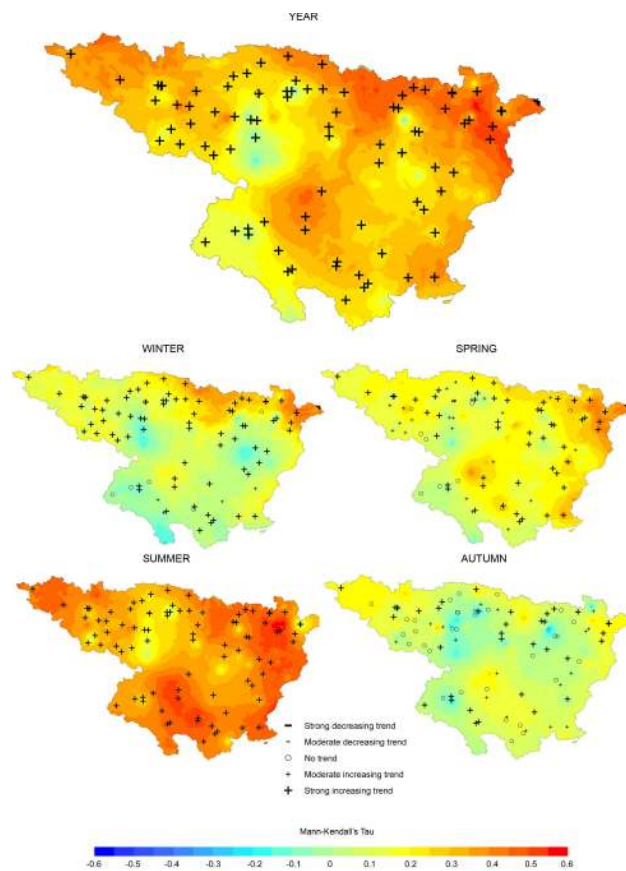 YEAR
WINTER
SPRING
SUMMER
AUTUMN
Strong decreasing trend
Moderate decreasing trend
No trend
Moderate increasing trend
Strong increasing trend
Mann-Kendall's Tau
-0.6 -0.5 -0.4 -0.3 -0.2 -0.1 0 0.1 0.2 0.3 0.4 0.5 0.6